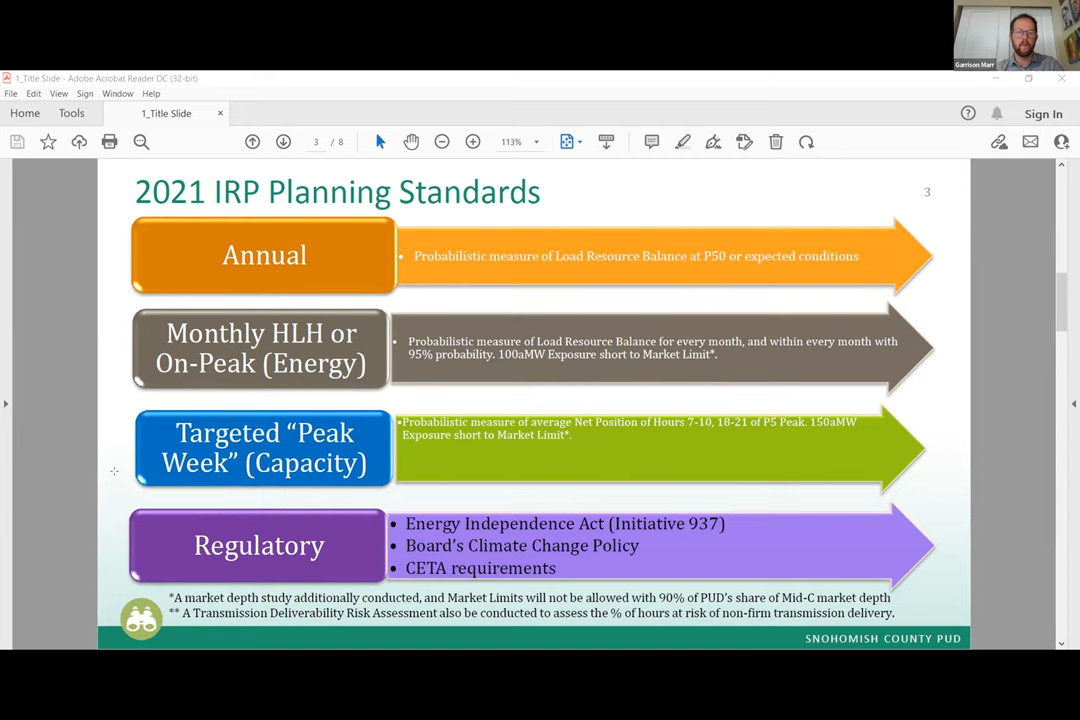 Garrison Marr
1_Title Slide - Adobe Acrobat Reader DC (32-bit)
File Edit View Sign Window Help
Home Tools 1_Title Slide × Sign In
3 / 8 113%
2021 IRP Planning Standards
3
Annual
• Probabilistic measure of Load Resource Balance at P50 or expected conditions
Monthly HLH or
On-Peak (Energy)
• Probabilistic measure of Load Resource Balance for every month, and within every month with
95% probability. 100aMW Exposure short to Market Limit*.
Targeted “Peak
Week” (Capacity)
•Probabilistic measure of average Net Position of Hours 7-10, 18-21 of P5 Peak. 150aMW
Exposure short to Market Limit*.
Regulatory
• Energy Independence Act (Initiative 937)
• Board’s Climate Change Policy
• CETA requirements
*A market depth study additionally conducted, and Market Limits will not be allowed with 90% of PUD’s share of Mid-C market depth
** A Transmission Deliverability Risk Assessment also be conducted to assess the % of hours at risk of non-firm transmission delivery.
SNOHOMISH COUNTY PUD